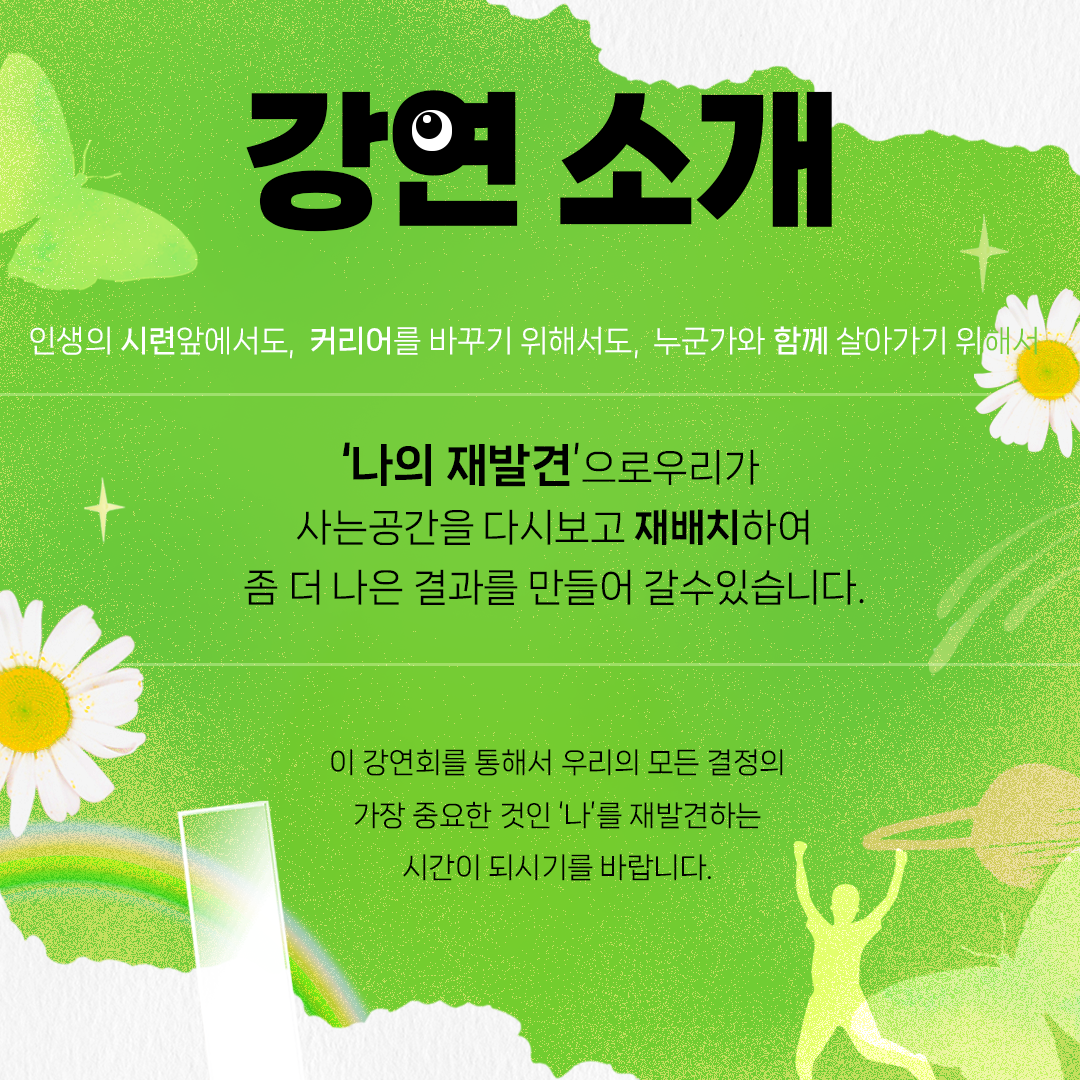 강연 소개
인생의 시련앞에서도, 커리어를 바꾸기 위해서도, 누군가와 함께 살아가기 위해서
'나의 재발견'으로우리가
사는공간을 다시보고 재배치하여
좀 더 나은 결과를 만들어 갈수있습니다.
이 강연회를 통해서 우리의 모든 결정의
가장 중요한 것인 '나'를 재발견하는
시간이 되시기를 바랍니다.